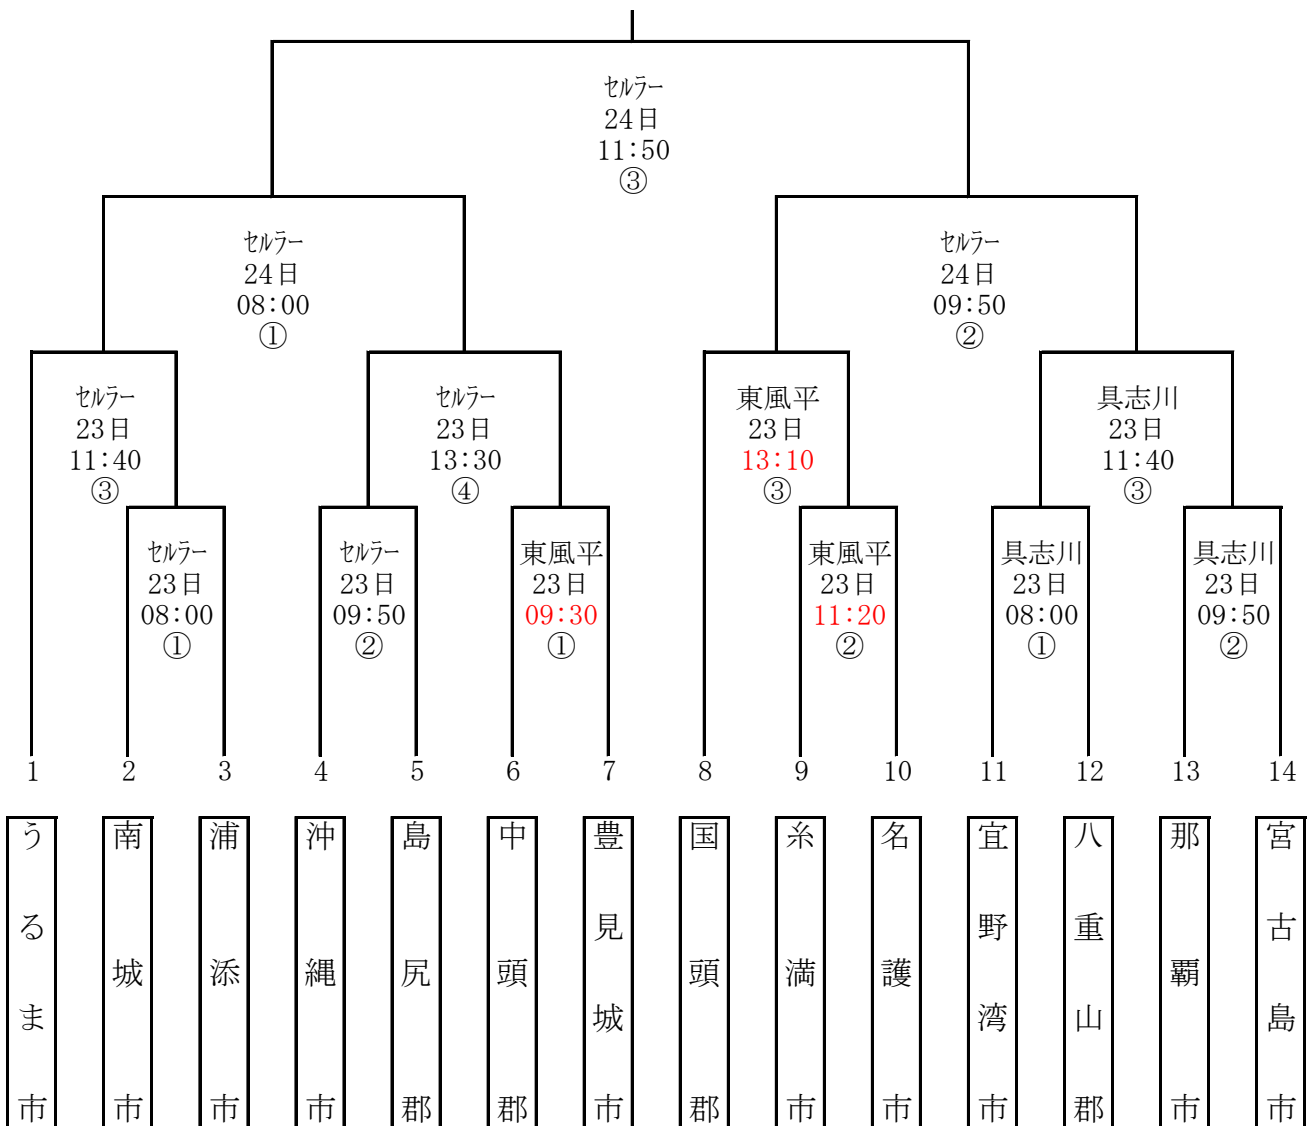 セルラー
24日
11:50
③
セルラー
24日
08:00
①
セルラー
24日
09:50
②
セルラー
23日
11:40
③
セルラー
23日
13:30
④
東風平
23日
13:10
③
具志川
23日
11:40
③
セルラー
23日
08:00
①
セルラー
23日
09:50
②
東風平
23日
09:30
①
東風平
23日
11:20
②
具志川
23日
08:00
①
具志川
23日
09:50
②
1 2 3 4 5 6 7 8 9 10 11 12 13 14
うるま市
南城市
浦添市
沖縄市
島尻郡
中頭郡
豊見城市
国頭郡
糸満市
名護市
宜野湾市
八重山郡
那覇市
宮古島市